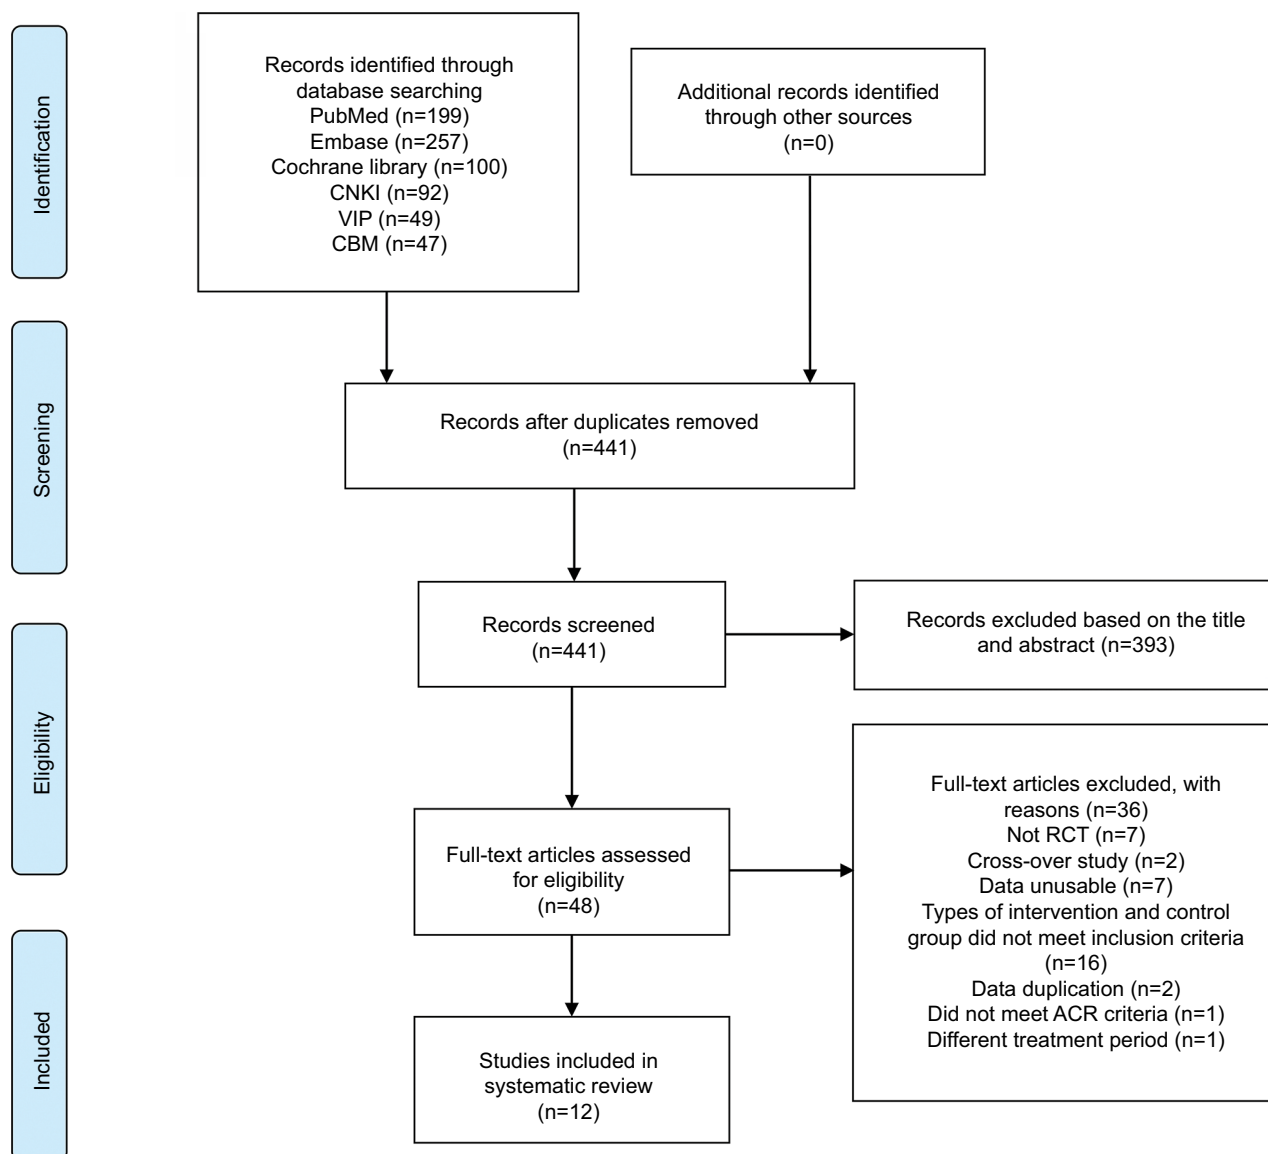 Identification
Records identified through
database searching
PubMed (n=199)
Embase (n=257)
Cochrane library (n=100)
CNKI (n=92)
VIP (n=49)
CBM (n=47)
Additional records identified
through other sources
(n=0)
Screening
Records after duplicates removed
(n=441)
Records screened
(n=441)
Records excluded based on the title
and abstract (n=393)
Eligibility
Full-text articles assessed
for eligibility
(n=48)
Full-text articles excluded, with
reasons (n=36)
Not RCT (n=7)
Cross-over study (n=2)
Data unusable (n=7)
Types of intervention and control
group did not meet inclusion criteria
(n=16)
Data duplication (n=2)
Did not meet ACR criteria (n=1)
Different treatment period (n=1)
Included
Studies included in
systematic review
(n=12)